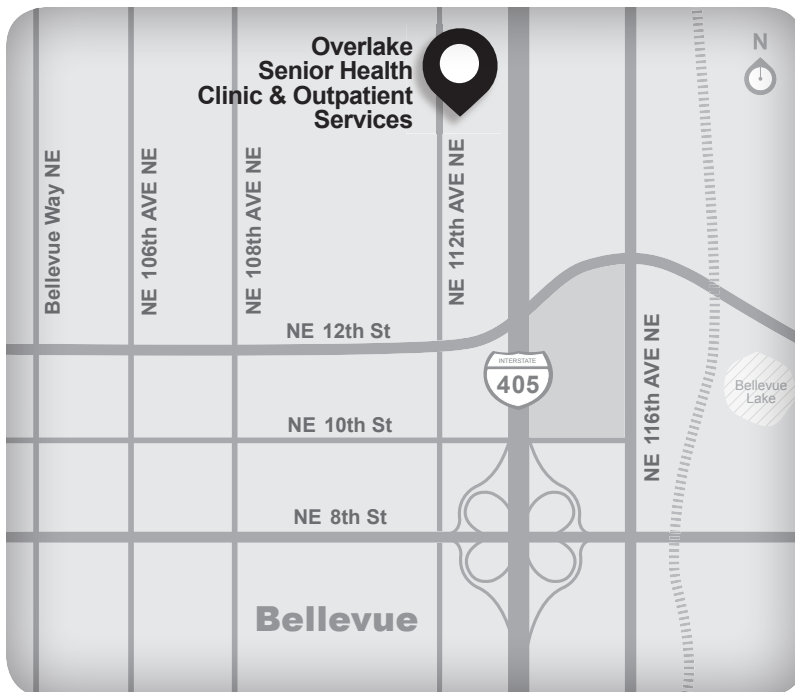 Overlake
Senior Health
Clinic & Outpatient
Services
N
Bellevue Way NE
NE 106th AVE NE
NE 108th AVE NE
NE 112th AVE NE
NE 12th St
INTERSTATE
405
NE 116th AVE NE
Bellevue
Lake
NE 10th St
NE 8th St
Bellevue